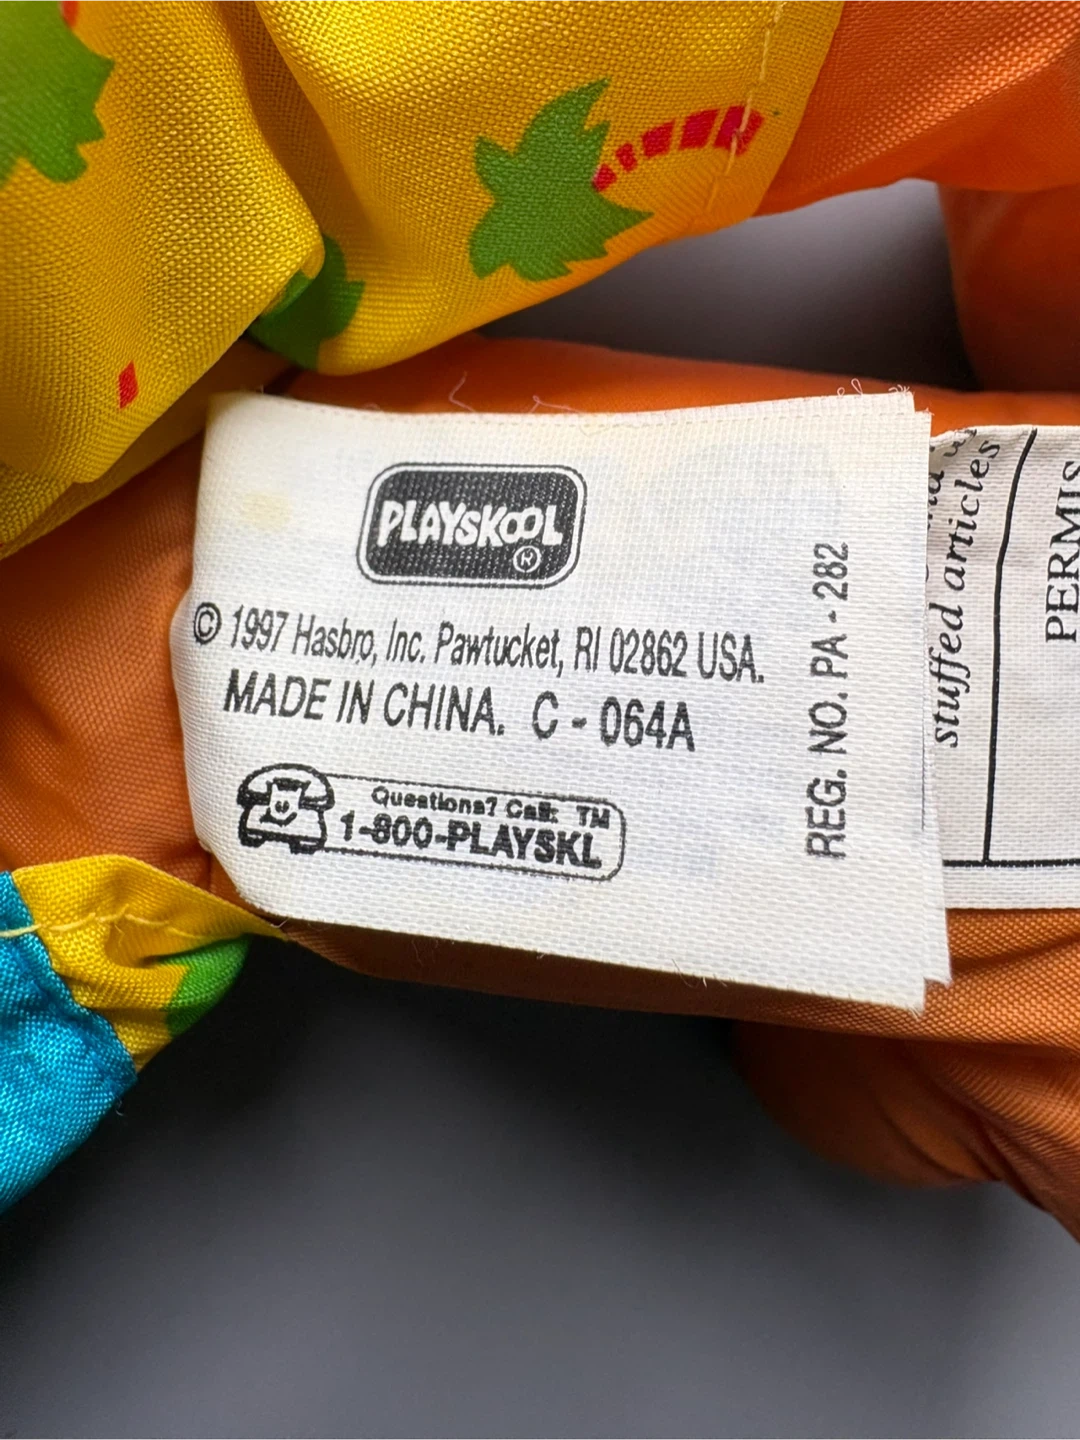 PLAYSKOOL ®
© 1997 Hasbro, Inc. Pawtucket, RI 02862 USA.
MADE IN CHINA. C - 064A
Questions? Call: TM
1-800-PLAYSKL
REG. NO. PA - 282
stuffed articles
PERMIS